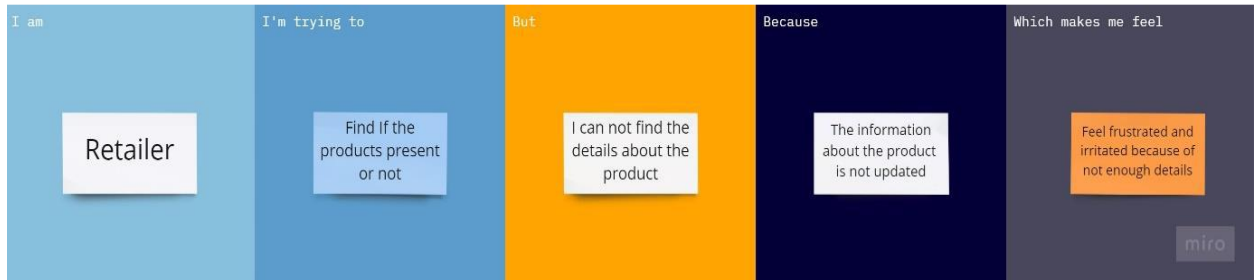 I am
Retailer
I'm trying to
Find If the
products present
or not
But
I can not find the
details about the
product
Because
The information
about the product
is not updated
Which makes me feel
Feel frustrated and
irritated because of
not enough details
miro